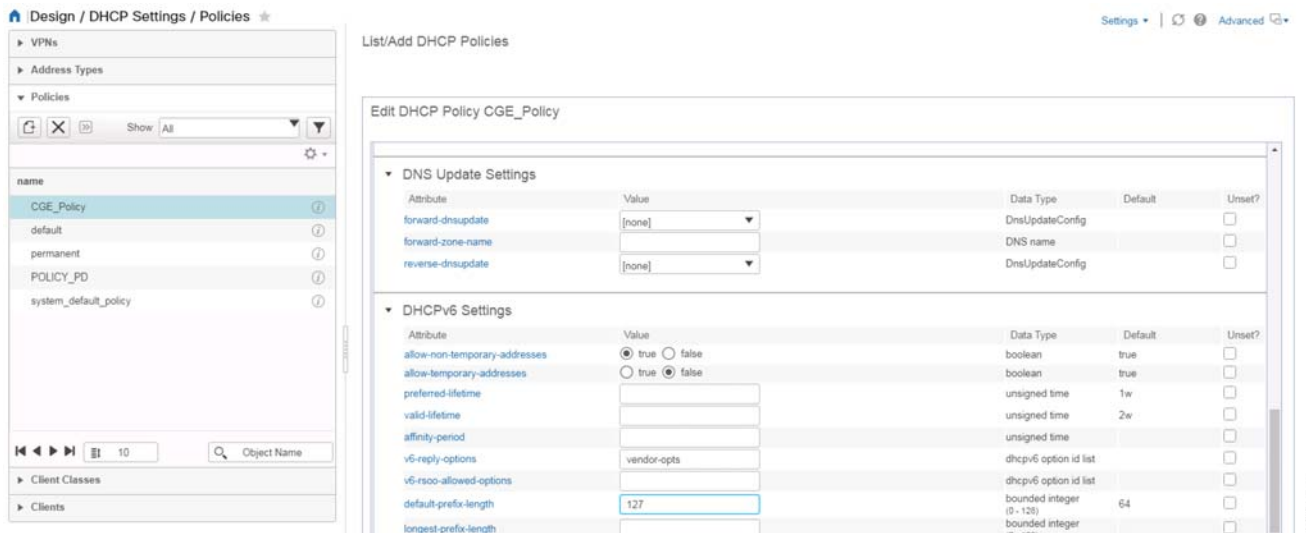 Design / DHCP Settings / Policies
Settings
Advanced
VPNs
Address Types
Policies
Show All
name
CGE_Policy
default
permanent
POLICY_PD
system_default_policy
10
Object Name
Client Classes
Clients
List/Add DHCP Policies
Edit DHCP Policy CGE_Policy
DNS Update Settings
Attribute Value Data Type Default Unset?
forward-dnsupdate [none] DnsUpdateConfig
forward-zone-name DNS name
reverse-dnsupdate [none] DnsUpdateConfig
DHCPv6 Settings
Attribute Value Data Type Default Unset?
allow-non-temporary-addresses true false boolean true
allow-temporary-addresses true false boolean true
preferred-lifetime unsigned time 1w
valid-lifetime unsigned time 2w
affinity-period unsigned time
v6-reply-options vendor-opts dhcpv6 option id list
v6-rsoo-allowed-options dhcpv6 option id list
default-prefix-length 127 bounded integer 64
(0 - 128)
longest-prefix-length bounded integer